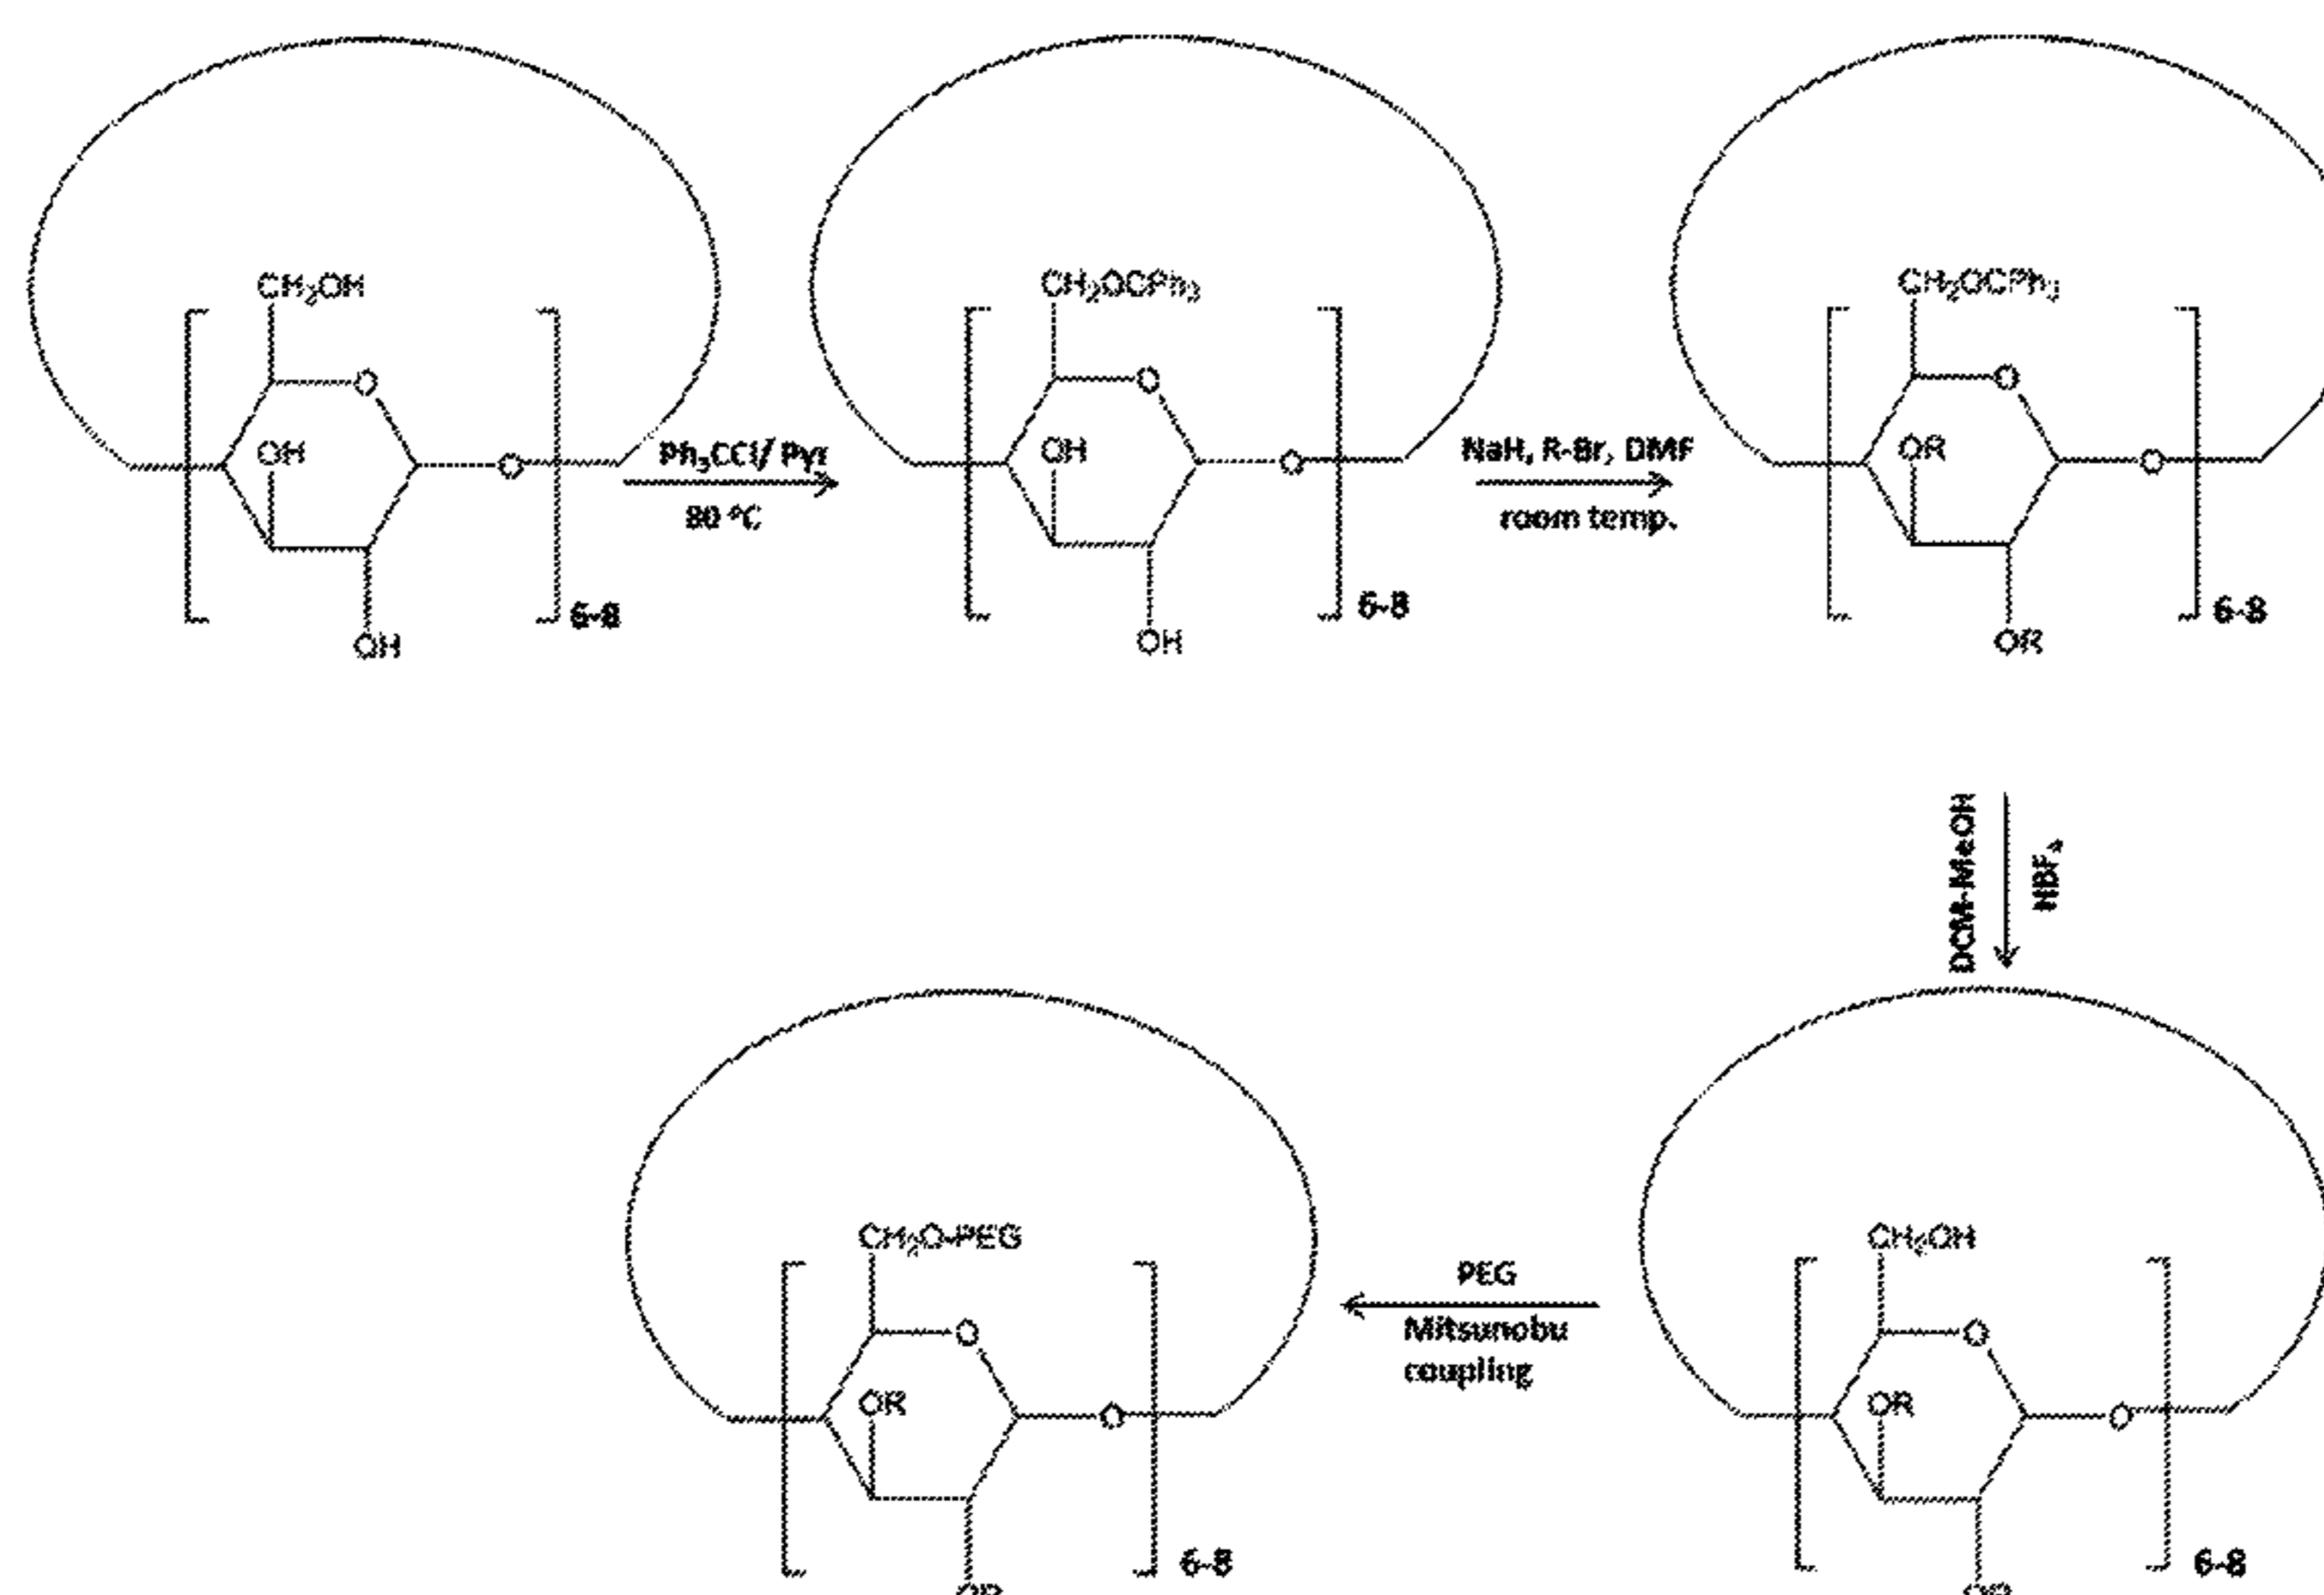 CH₂OH
O
OH
O
OH
6-8
Ph₃CCl/ Pyr
80 °C
CH₂OCPh₃
O
OH
O
OH
6-8
NaH, R-Br, DMF
room temp.
CH₂OCPh₃
O
OR
O
OR
6-8
DCM-MeOH
HBF₄
CH₂OH
O
OR
O
OR
6-8
PEG
Mitsunobu
coupling
CH₂O-PEG
O
OR
O
OR
6-8